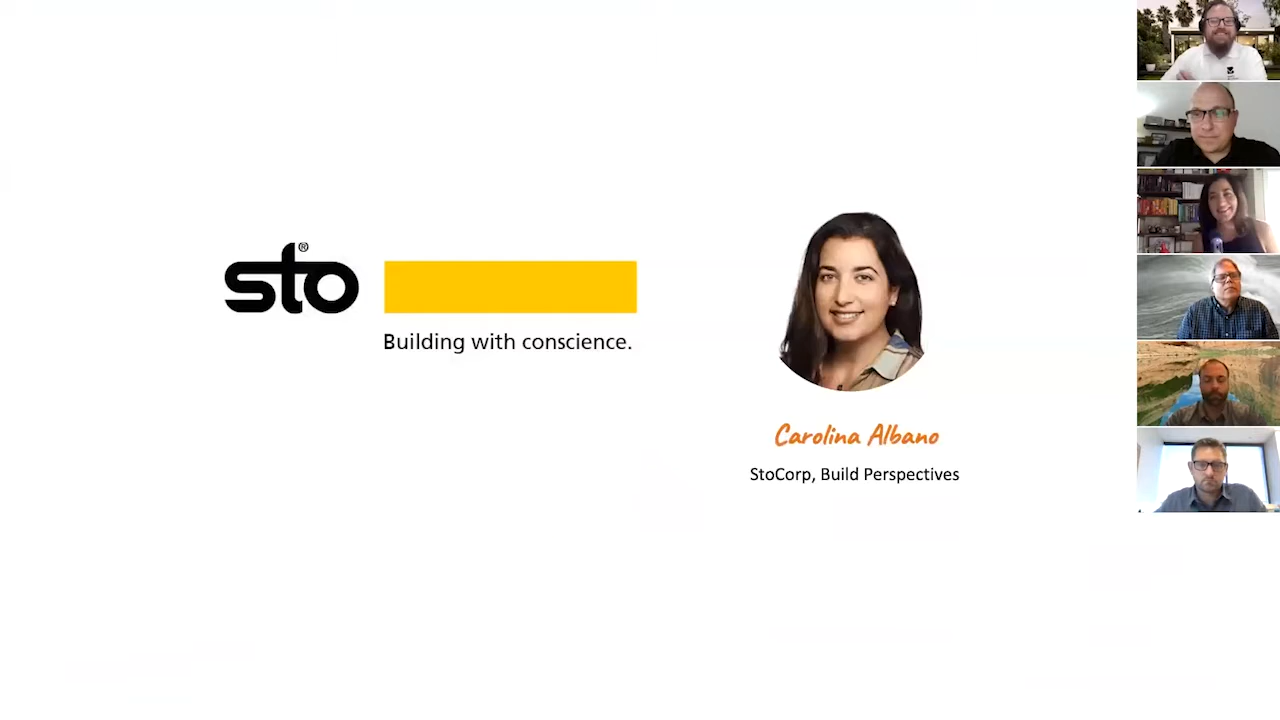 sto®
Building with conscience.
Carolina Albano
StoCorp, Build Perspectives